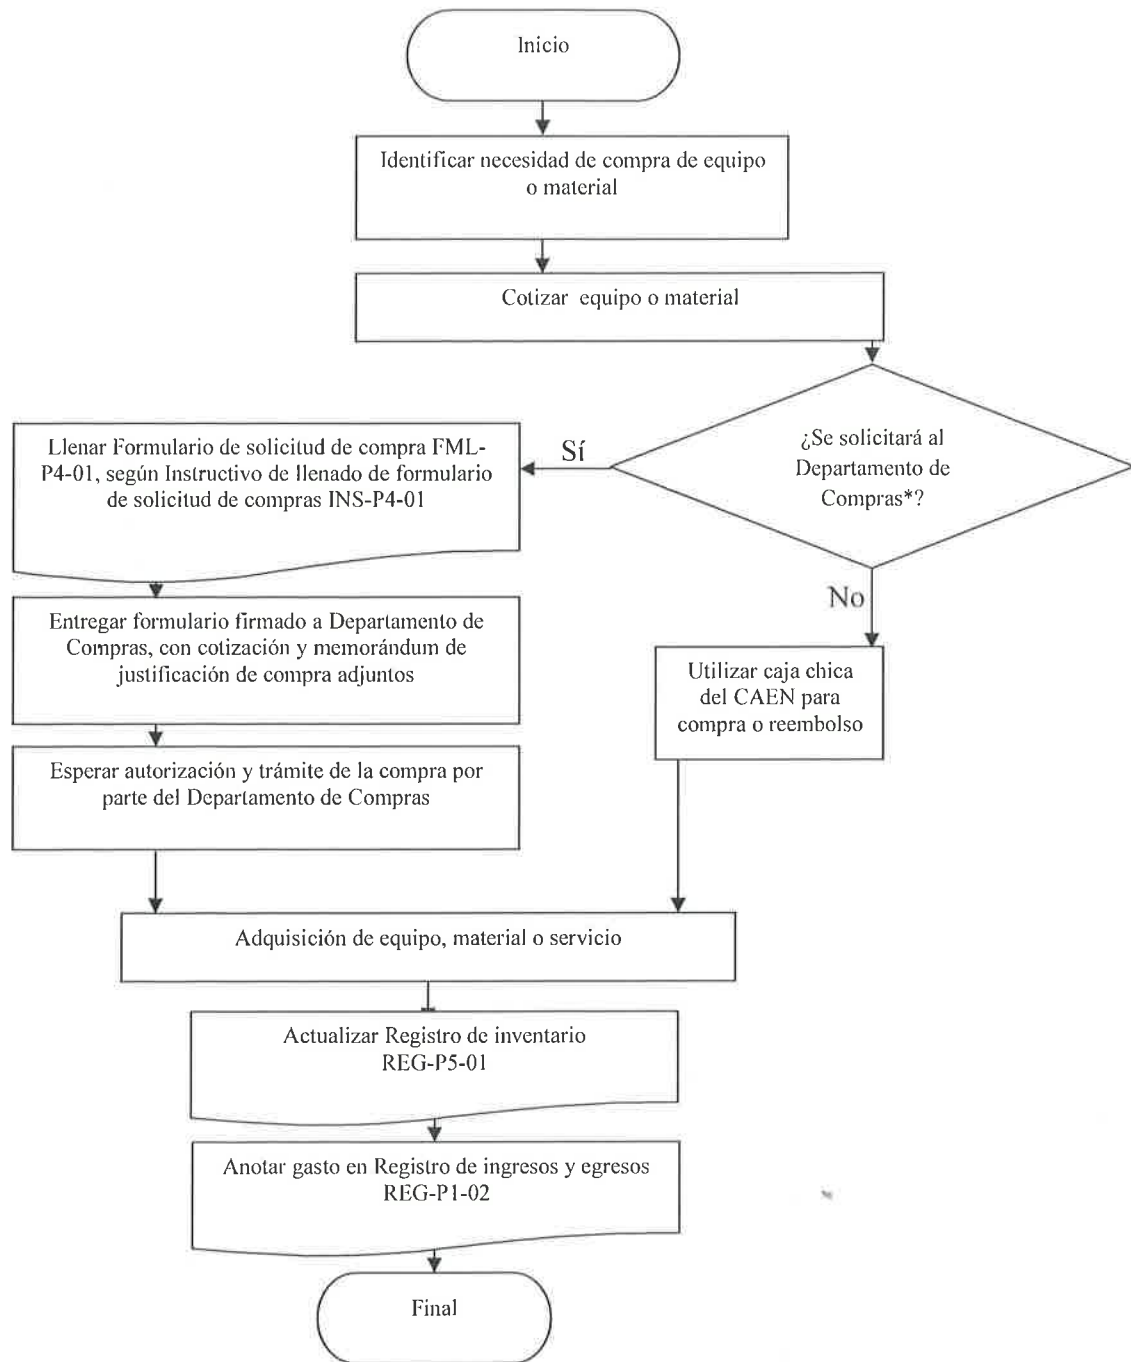 Inicio
Identificar necesidad de compra de equipo
o material
Cotizar equipo o material
¿Se solicitará al
Departamento de
Compras*?
Sí
No
Llenar Formulario de solicitud de compra FML-
P4-01, según Instructivo de llenado de formulario
de solicitud de compras INS-P4-01
Entregar formulario firmado a Departamento de
Compras, con cotización y memorándum de
justificación de compra adjuntos
Esperar autorización y trámite de la compra por
parte del Departamento de Compras
Utilizar caja chica
del CAEN para
compra o reembolso
Adquisición de equipo, material o servicio
Actualizar Registro de inventario
REG-P5-01
Anotar gasto en Registro de ingresos y egresos
REG-P1-02
Final